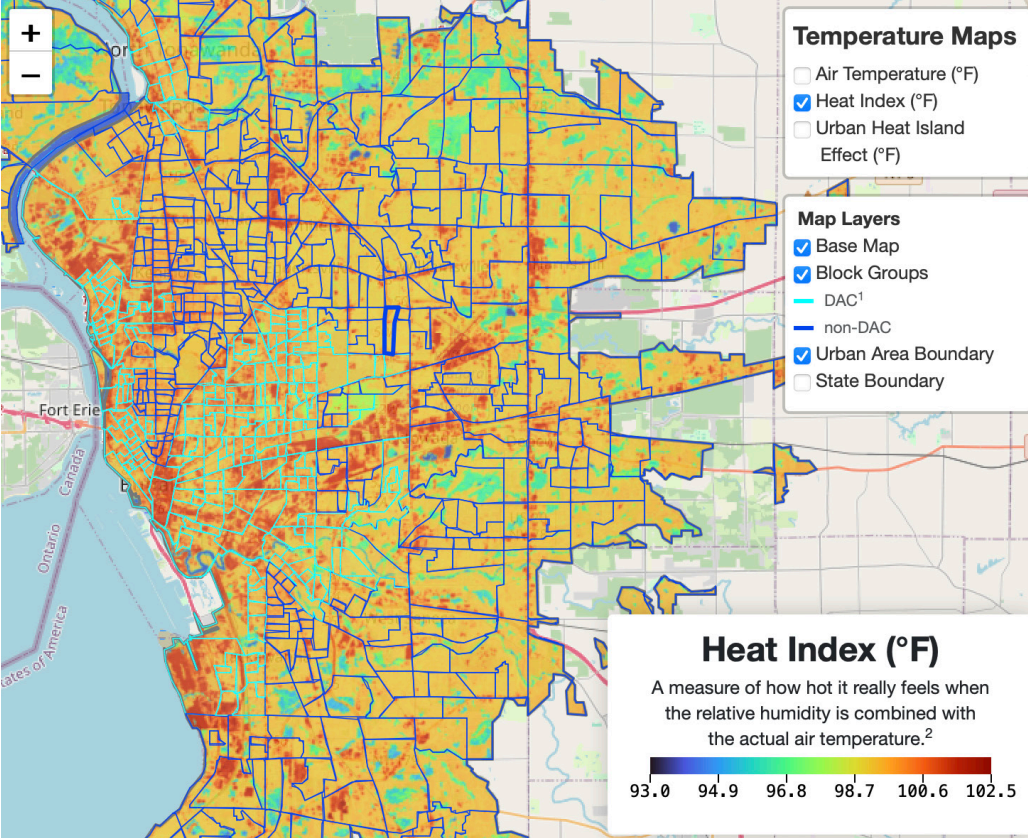 +
−
Temperature Maps
Air Temperature (°F)
Heat Index (°F)
Urban Heat Island
Effect (°F)
Map Layers
Base Map
Block Groups
DAC1
non-DAC
Urban Area Boundary
State Boundary
Fort Erie
Canada
Ontario
Heat Index (°F)
A measure of how hot it really feels when
the relative humidity is combined with
the actual air temperature.2
93.0 94.9 96.8 98.7 100.6 102.5